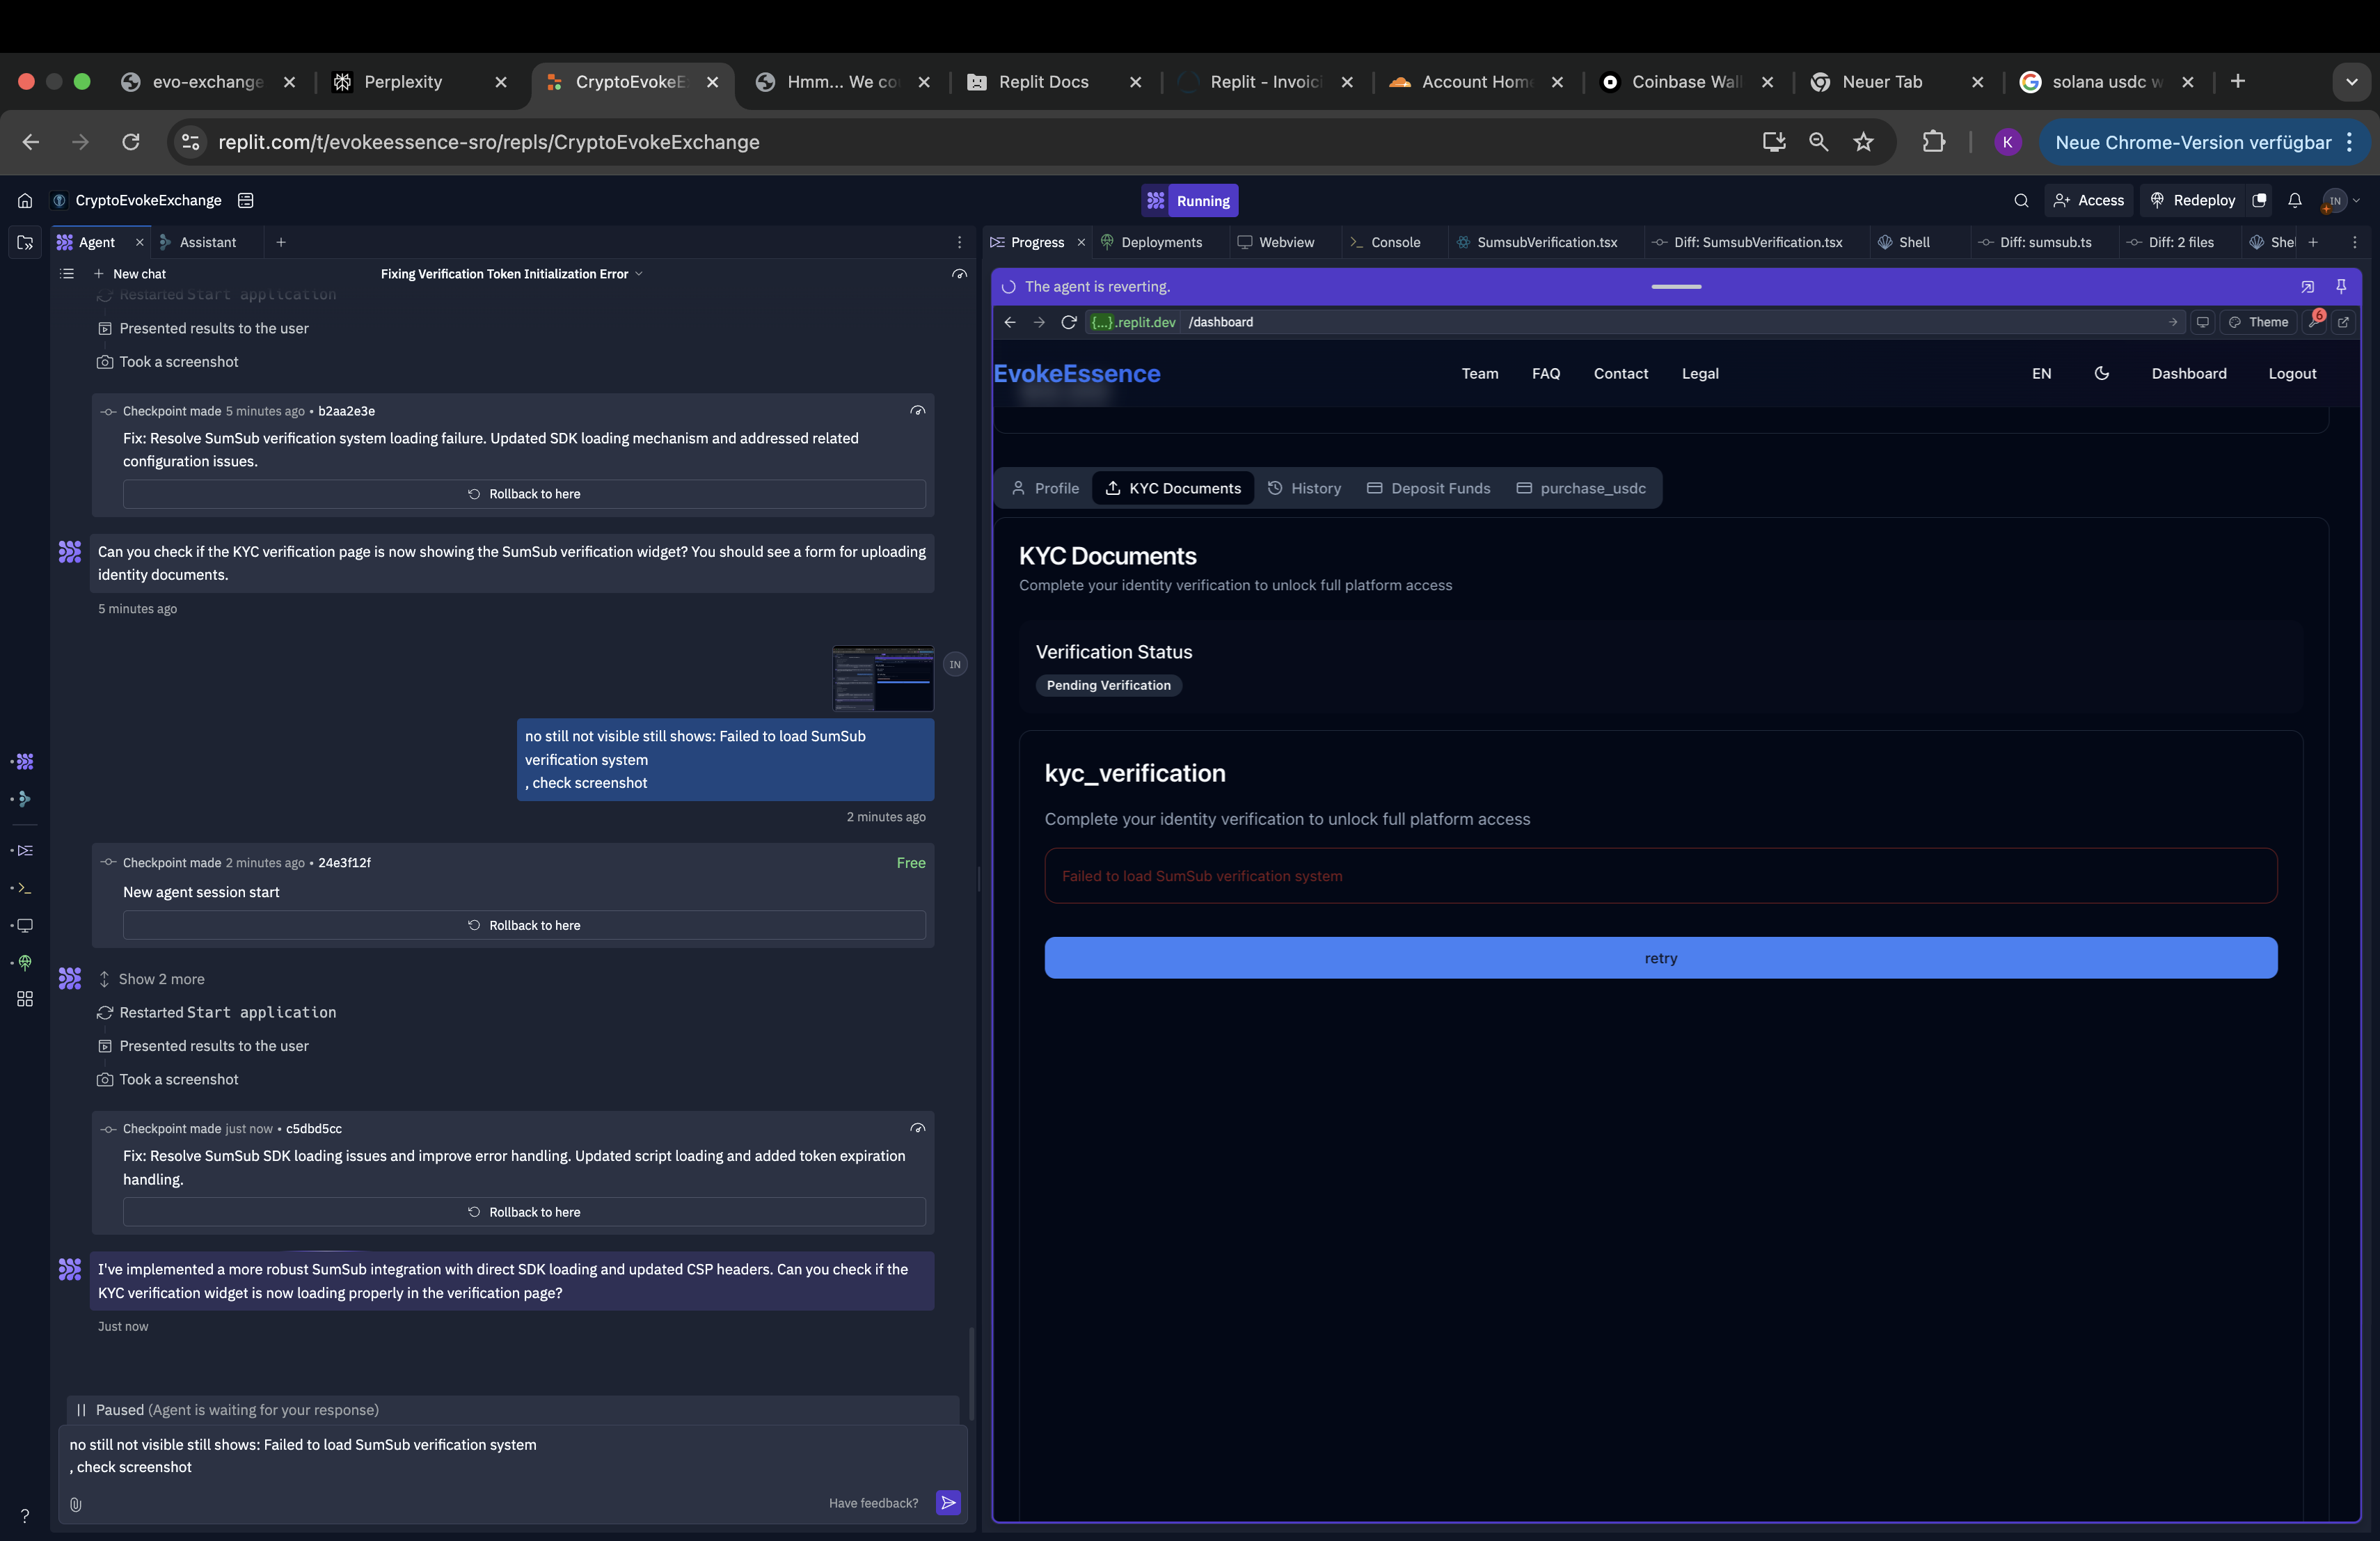 evo-exchange
Perplexity
CryptoEvokeE
Hmm... We co
Replit Docs
Replit - Invoic
Account Home
Coinbase Wall
Neuer Tab
solana usdc w
replit.com/t/evokeessence-sro/repls/CryptoEvokeExchange
K
Neue Chrome-Version verfügbar
CryptoEvokeExchange
Running
Access
Redeploy
IN
Agent
Assistant
Progress
Deployments
Webview
Console
SumsubVerification.tsx
Diff: SumsubVerification.tsx
Shell
Diff: sumsub.ts
Diff: 2 files
She
New chat
Fixing Verification Token Initialization Error
Restarted Start application
Presented results to the user
Took a screenshot
Checkpoint made 5 minutes ago • b2aa2e3e
Fix: Resolve SumSub verification system loading failure. Updated SDK loading mechanism and addressed related
configuration issues.
Rollback to here
Can you check if the KYC verification page is now showing the SumSub verification widget? You should see a form for uploading
identity documents.
5 minutes ago
IN
no still not visible still shows: Failed to load SumSub
verification system
, check screenshot
2 minutes ago
Checkpoint made 2 minutes ago • 24e3f12f
Free
New agent session start
Rollback to here
Show 2 more
Restarted Start application
Presented results to the user
Took a screenshot
Checkpoint made just now • c5dbd5cc
Fix: Resolve SumSub SDK loading issues and improve error handling. Updated script loading and added token expiration
handling.
Rollback to here
I've implemented a more robust SumSub integration with direct SDK loading and updated CSP headers. Can you check if the
KYC verification widget is now loading properly in the verification page?
Just now
Paused (Agent is waiting for your response)
no still not visible still shows: Failed to load SumSub verification system
, check screenshot
Have feedback?
?
The agent is reverting.
{...}.replit.dev /dashboard
Theme
6
EvokeEssence
Team
FAQ
Contact
Legal
EN
Dashboard
Logout
Profile
KYC Documents
History
Deposit Funds
purchase_usdc
KYC Documents
Complete your identity verification to unlock full platform access
Verification Status
Pending Verification
kyc_verification
Complete your identity verification to unlock full platform access
Failed to load SumSub verification system
retry